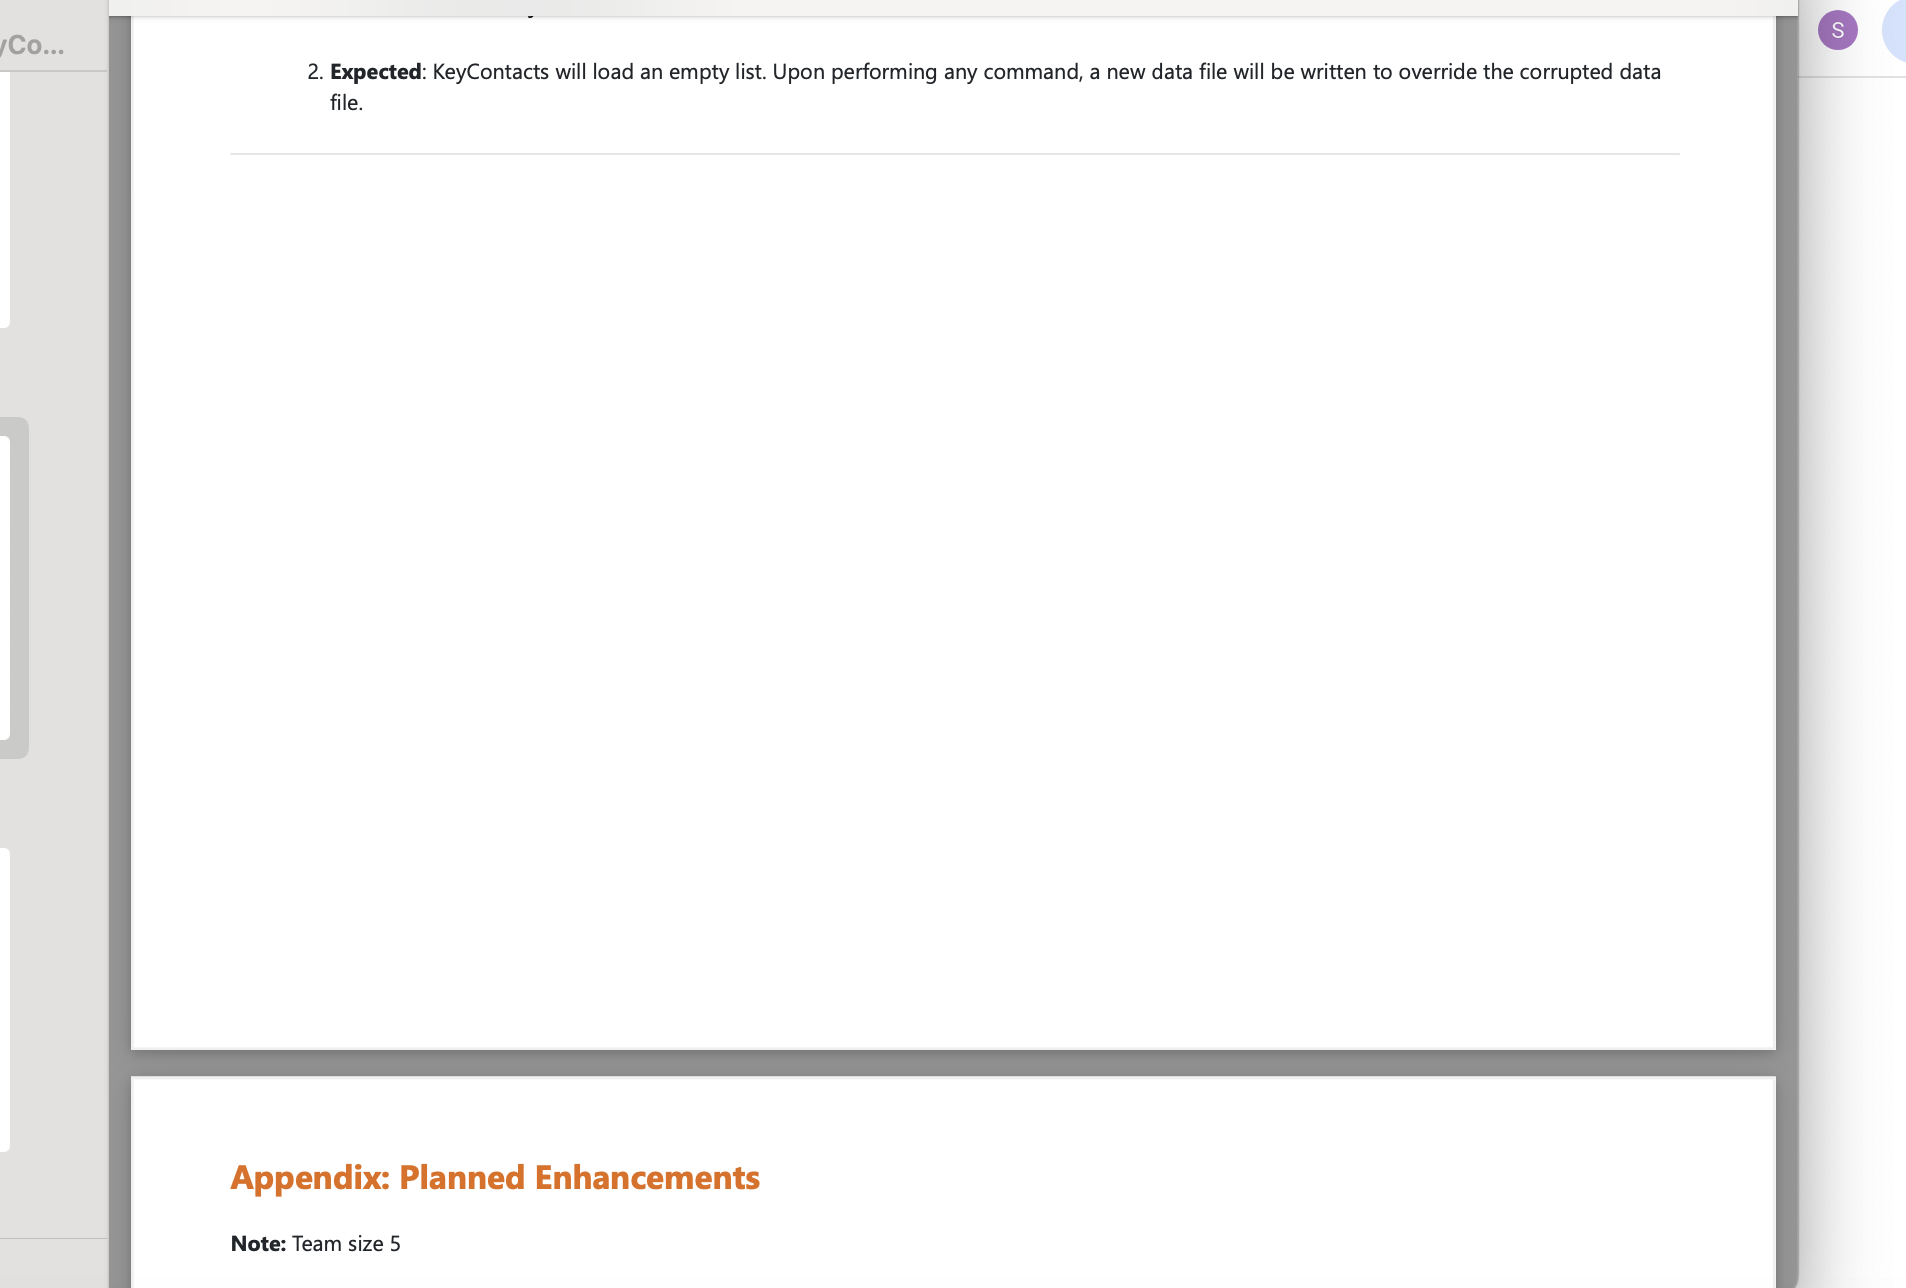 yCo...
S
2. Expected: KeyContacts will load an empty list. Upon performing any command, a new data file will be written to override the corrupted data
file.
Appendix: Planned Enhancements
Note: Team size 5